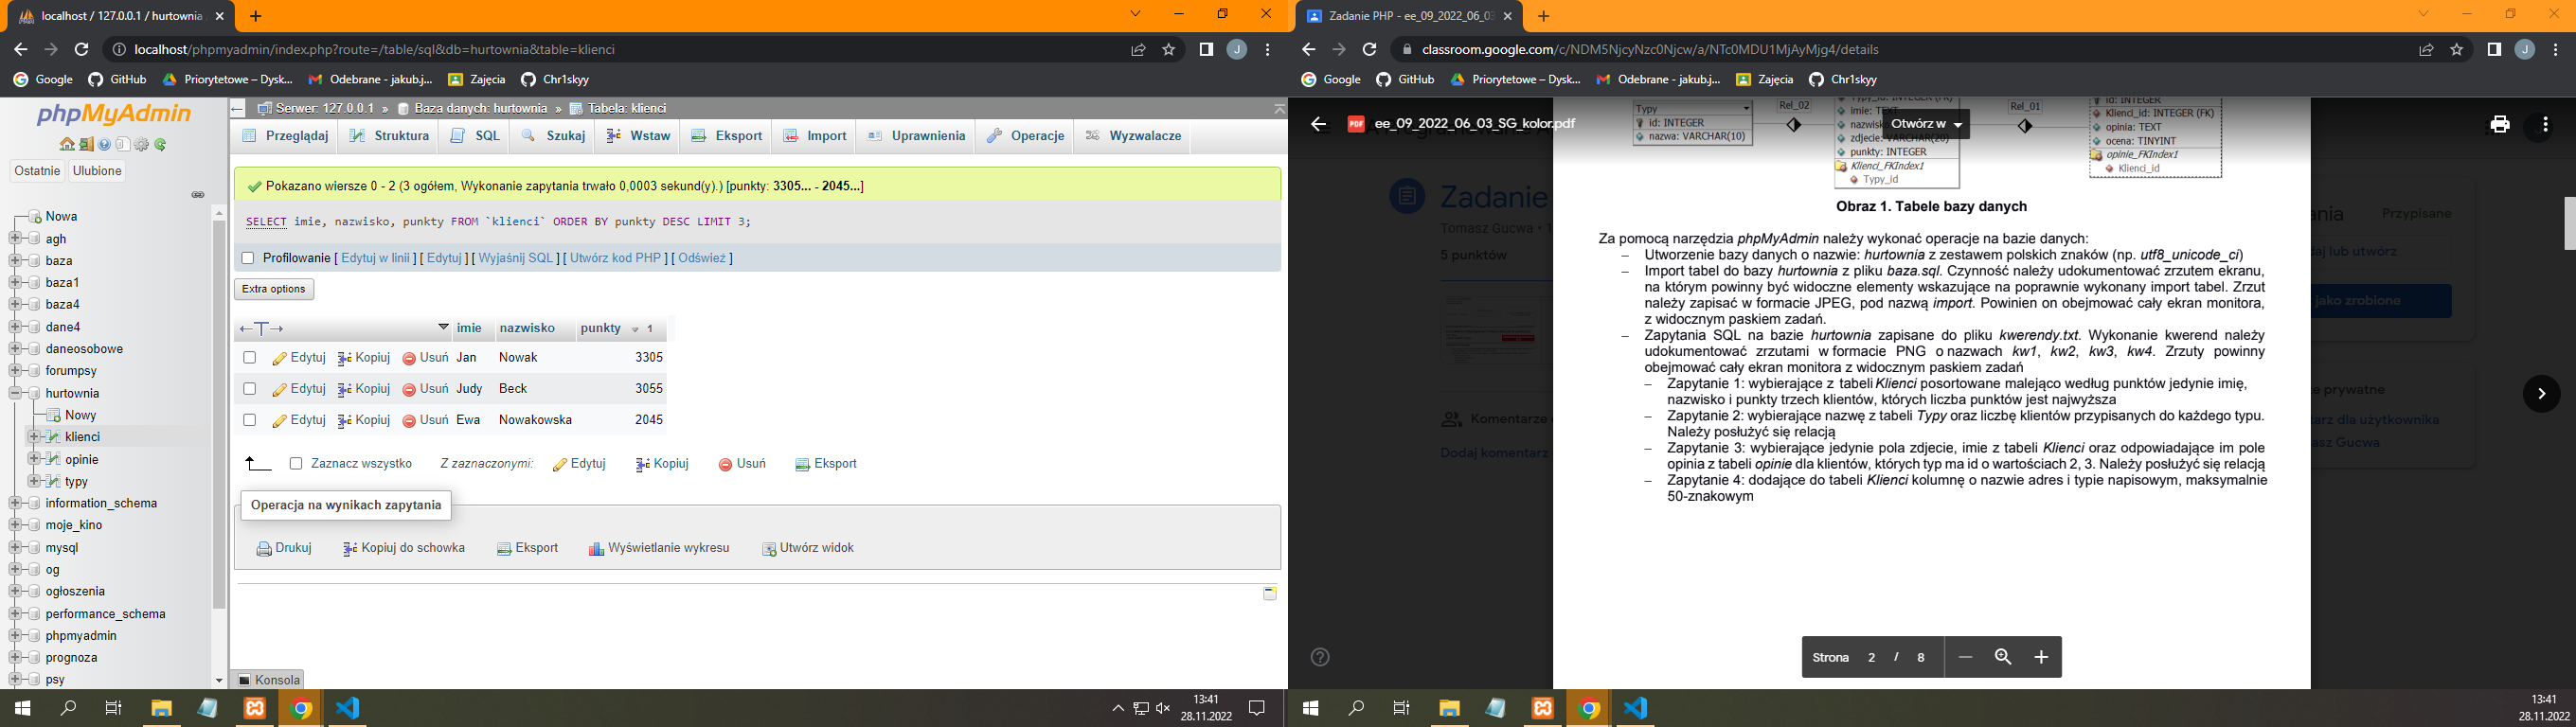 localhost / 127.0.0.1 / hurtownia
localhost/phpmyadmin/index.php?route=/table/sql&db=hurtownia&table=klienci
J
Google
GitHub
Priorytetowe – Dysk...
Odebrane - jakub.j...
Zajęcia
Chr1skyy
phpMyAdmin
Ostatnie
Ulubione
Nowa
agh
baza
baza1
baza4
dane4
daneosobowe
forumpsy
hurtownia
Nowy
klienci
opinie
typy
information_schema
moje_kino
mysql
og
ogłoszenia
performance_schema
phpmyadmin
prognoza
psy
Serwer: 127.0.0.1 » Baza danych: hurtownia » Tabela: klienci
Przeglądaj
Struktura
SQL
Szukaj
Wstaw
Eksport
Import
Uprawnienia
Operacje
Wyzwalacze
Pokazano wiersze 0 - 2 (3 ogółem, Wykonanie zapytania trwało 0,0003 sekund(y).) [punkty: 3305... - 2045...]
SELECT imie, nazwisko, punkty FROM `klienci` ORDER BY punkty DESC LIMIT 3;
Profilowanie [ Edytuj w linii ] [ Edytuj ] [ Wyjaśnij SQL ] [ Utwórz kod PHP ] [ Odśwież ]
Extra options
imie nazwisko punkty 1
Edytuj Kopiuj Usuń Jan Nowak 3305
Edytuj Kopiuj Usuń Judy Beck 3055
Edytuj Kopiuj Usuń Ewa Nowakowska 2045
Zaznacz wszystko Z zaznaczonymi: Edytuj Kopiuj Usuń Eksport
Operacja na wynikach zapytania
Drukuj Kopiuj do schowka Eksport Wyświetlanie wykresu Utwórz widok
Konsola
13:41
28.11.2022
Zadanie PHP - ee_09_2022_06_03
classroom.google.com/c/NDM5NjcyNzc0Njcw/a/NTc0MDU1MjAyMjg4/details
J
Google
GitHub
Priorytetowe – Dysk...
Odebrane - jakub.j...
Zajęcia
Chr1skyy
ee_09_2022_06_03_SG_kolor.pdf
Otwórz w
Typy
id: INTEGER
nazwa: VARCHAR(10)
Rel_02
Typy_id: INTEGER (FK)
imie: TEXT
nazwisko
zdjecie: VARCHAR(20)
punkty: INTEGER
Klienci_FKIndex1
Typy_id
Rel_01
id: INTEGER
Klienci_id: INTEGER (FK)
opinia: TEXT
ocena: TINYINT
opinie_FKIndex1
Klienci_id
Obraz 1. Tabele bazy danych
Za pomocą narzędzia phpMyAdmin należy wykonać operacje na bazie danych:
– Utworzenie bazy danych o nazwie: hurtownia z zestawem polskich znaków (np. utf8_unicode_ci)
– Import tabel do bazy hurtownia z pliku baza.sql. Czynność należy udokumentować zrzutem ekranu,
na którym powinny być widoczne elementy wskazujące na poprawnie wykonany import tabel. Zrzut
należy zapisać w formacie JPEG, pod nazwą import. Powinien on obejmować cały ekran monitora,
z widocznym paskiem zadań.
– Zapytania SQL na bazie hurtownia zapisane do pliku kwerendy.txt. Wykonanie kwerend należy
udokumentować zrzutami w formacie PNG o nazwach kw1, kw2, kw3, kw4. Zrzuty powinny
obejmować cały ekran monitora z widocznym paskiem zadań
– Zapytanie 1: wybierające z tabeli Klienci posortowane malejąco według punktów jedynie imię,
nazwisko i punkty trzech klientów, których liczba punktów jest najwyższa
– Zapytanie 2: wybierające nazwę z tabeli Typy oraz liczbę klientów przypisanych do każdego typu.
Należy posłużyć się relacją
– Zapytanie 3: wybierające jedynie pola zdjecie, imie z tabeli Klienci oraz odpowiadające im pole
opinia z tabeli opinie dla klientów, których typ ma id o wartościach 2, 3. Należy posłużyć się relacją
– Zapytanie 4: dodające do tabeli Klienci kolumnę o nazwie adres i typie napisowym, maksymalnie
50-znakowym
Zadanie
Tomasz Gucwa
5 punktów
Komentarze
Dodaj komentarz
Przypisane
lub utwórz
jako zrobione
prywatne
dla użytkownika
Gucwa
Strona 2 / 8
13:41
28.11.2022